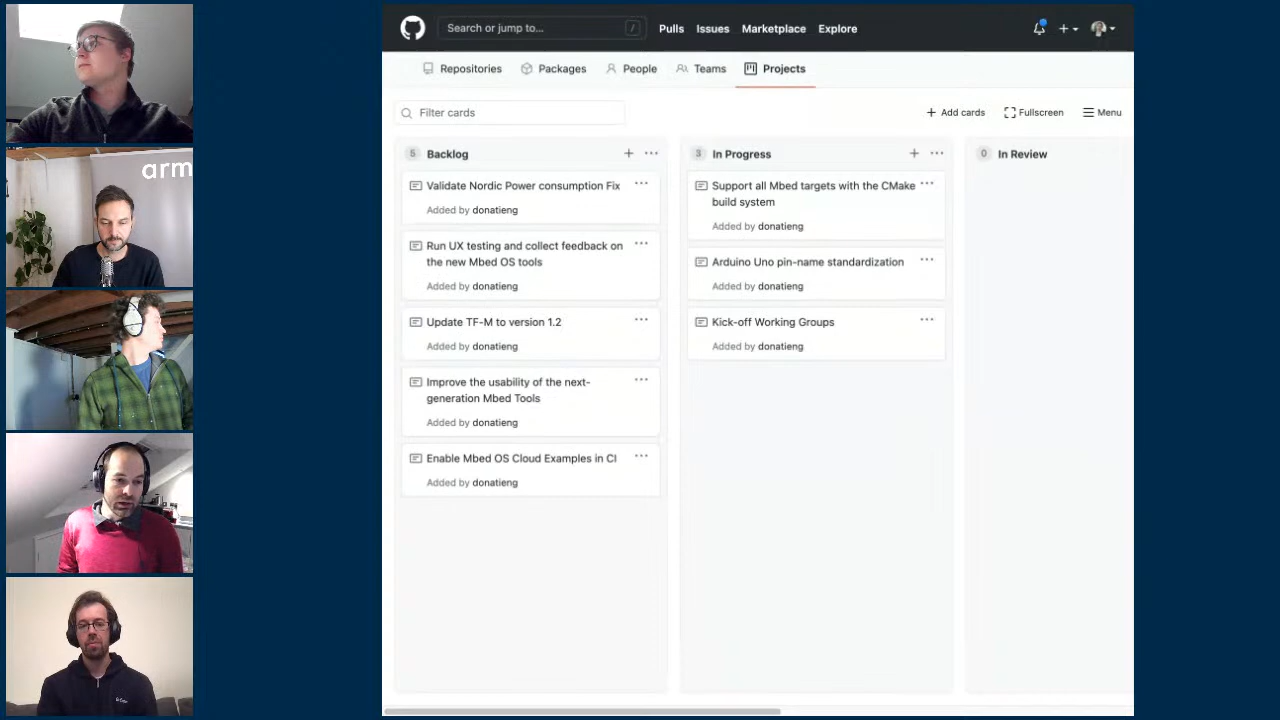 arm
Search or jump to...
/
Pulls
Issues
Marketplace
Explore
Repositories
Packages
People
Teams
Projects
Filter cards
Add cards
Fullscreen
Menu
5
Backlog
Validate Nordic Power consumption Fix
Added by donatieng
Run UX testing and collect feedback on
the new Mbed OS tools
Added by donatieng
Update TF-M to version 1.2
Added by donatieng
Improve the usability of the next-
generation Mbed Tools
Added by donatieng
Enable Mbed OS Cloud Examples in CI
Added by donatieng
3
In Progress
Support all Mbed targets with the CMake
build system
Added by donatieng
Arduino Uno pin-name standardization
Added by donatieng
Kick-off Working Groups
Added by donatieng
0
In Review